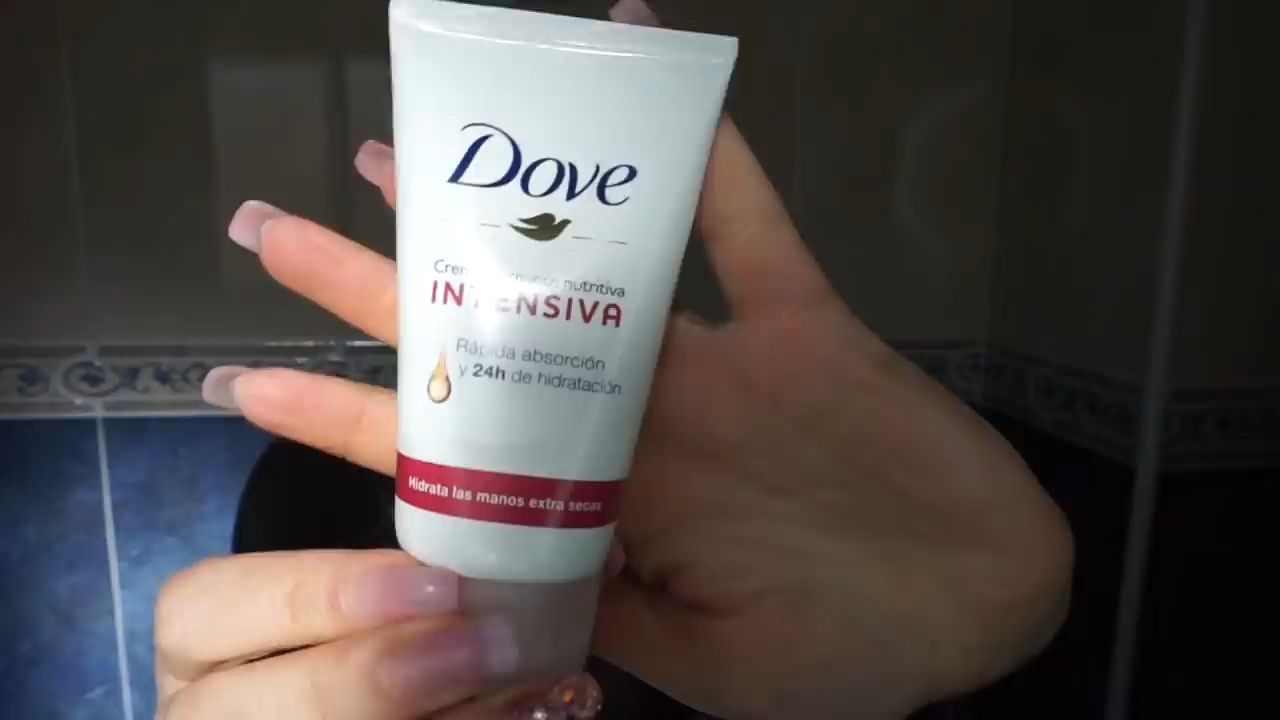 Dove
nutritiva
INTENSIVA
Rápida absorción
y 24h de hidratación
Hidrata las manos extra secas